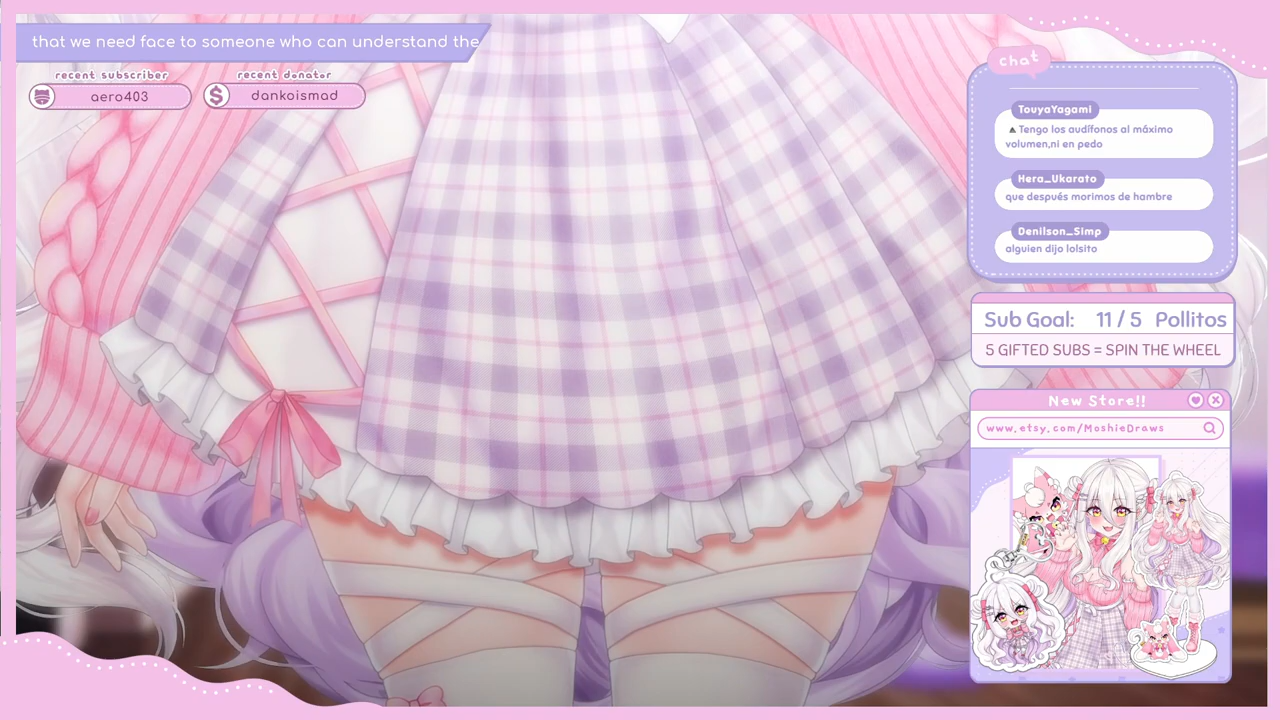 that we need face to someone who can understand the
recent subscriber
aero403
recent donator
dankoismad
chat
TouyaYagami
Tengo los audífonos al máximo
volumen,ni en pedo
Hera_Ukarato
que después morimos de hambre
Denilson_Simp
alguien dijo lolsito
Sub Goal: 11 / 5 Pollitos
5 GIFTED SUBS = SPIN THE WHEEL
New Store!!
www.etsy.com/MoshieDraws